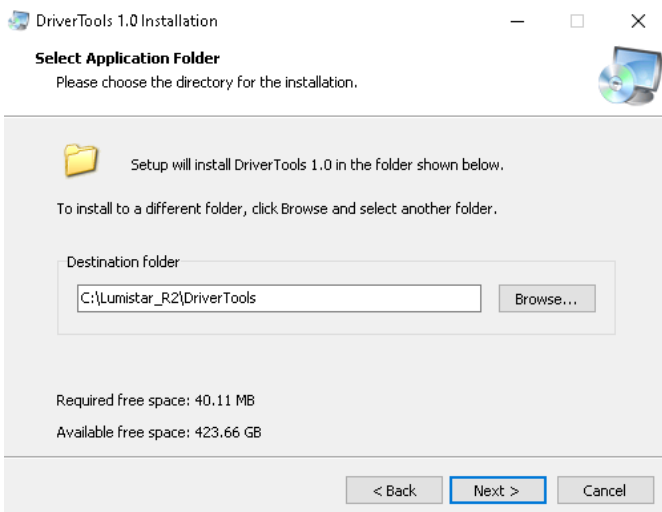 DriverTools 1.0 Installation
Select Application Folder
Please choose the directory for the installation.
Setup will install DriverTools 1.0 in the folder shown below.
To install to a different folder, click Browse and select another folder.
Destination folder
C:\Lumistar_R2\DriverTools
Browse...
Required free space: 40.11 MB
Available free space: 423.66 GB
< Back
Next >
Cancel